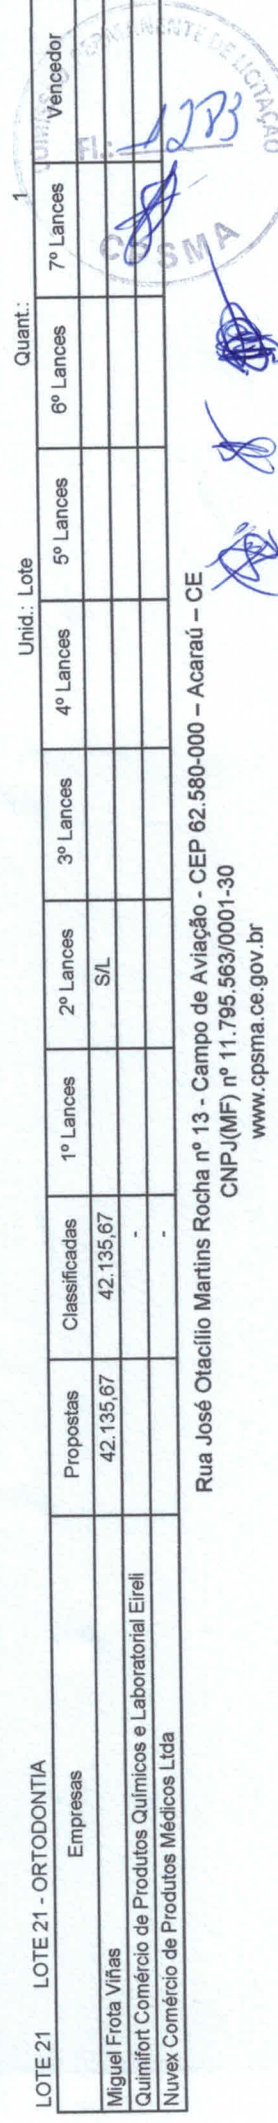 LOTE 21 LOTE 21 - ORTODONTIA Unid.: Lote Quant.: 1
Empresas Propostas Classificadas 1º Lances 2º Lances 3º Lances 4º Lances 5º Lances 6º Lances 7º Lances Vencedor
Miguel Frota Viñas 42.135,67 42.135,67 S/L
Quimifort Comércio de Produtos Químicos e Laboratorial Eireli -
Nuvex Comércio de Produtos Médicos Ltda -
Rua José Otacílio Martins Rocha nº 13 - Campo de Aviação - CEP 62.580-000 – Acaraú – CE
CNPJ(MF) nº 11.795.563/0001-30
www.cpsma.ce.gov.br
PERMANENTE DE LICITAÇÃO
FL.: 1283
CPSMA